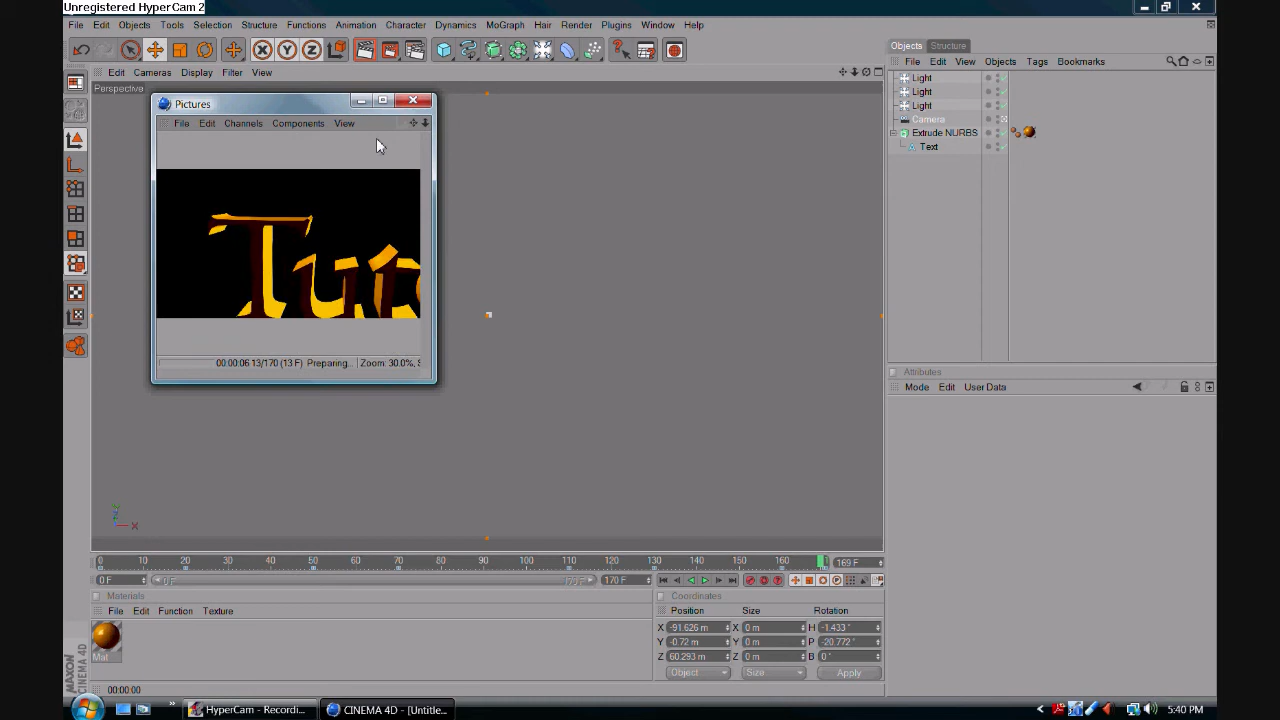 Unregistered HyperCam 2
File Edit Objects Tools Selection Structure Functions Animation Character Dynamics MoGraph Hair Render Plugins Window Help
Edit Cameras Display Filter View
Perspective
Pictures
File Edit Channels Components View
00:00:06 13/170 (13 F) Preparing... Zoom: 30.0%, S
Objects Structure
File Edit View Objects Tags Bookmarks
Light
Light
Light
Camera
Extrude NURBS
Text
Attributes
Mode Edit User Data
X
0 10 20 30 40 50 60 70 80 90 100 110 120 130 140 150 160 169 F
0 F 0 F 170 F
Materials
File Edit Function Texture
Mat
Coordinates
Position Size Rotation
X -91.626 m X 0 m H -1.433 °
Y -0.72 m Y 0 m P -20.772 °
Z 60.293 m Z 0 m B 0 °
Object Size Apply
MAXON
CINEMA 4D
00:00:00
HyperCam - Recordi... CINEMA 4D - [Untitle... 5:40 PM